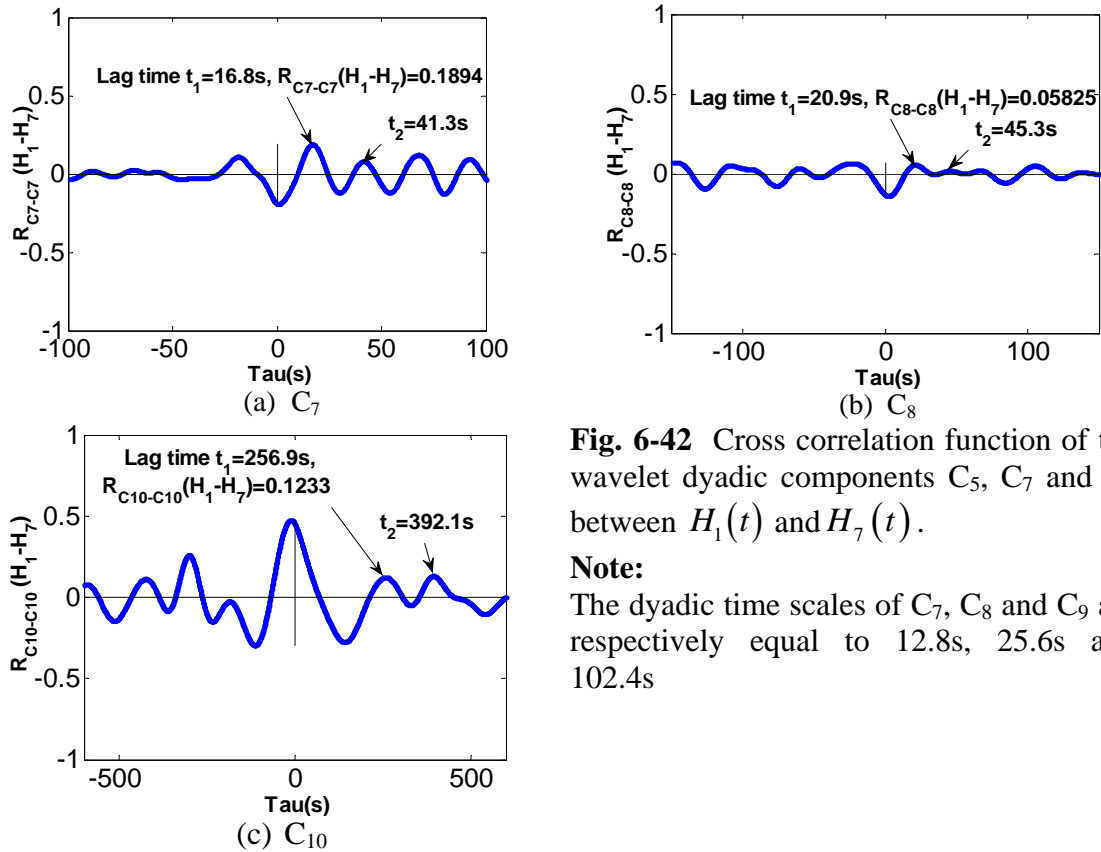 1
0.5
0
-0.5
-1
R_C7-C7 (H_1-H_7)
Lag time t_1=16.8s, R_C7-C7(H_1-H_7)=0.1894
t_2=41.3s
-100 -50 0 50 100
Tau(s)
(a) C_7
1
0.5
0
-0.5
-1
R_C8-C8 (H_1-H_7)
Lag time t_1=20.9s, R_C8-C8(H_1-H_7)=0.05825
t_2=45.3s
-100 0 100
Tau(s)
(b) C_8
1
0.5
0
-0.5
-1
R_C10-C10 (H_1-H_7)
Lag time t_1=256.9s,
R_C10-C10(H_1-H_7)=0.1233
t_2=392.1s
-500 0 500
Tau(s)
(c) C_10
Fig. 6-42 Cross correlation function of t
wavelet dyadic components C_5, C_7 and
between H_1(t) and H_7(t).
Note:
The dyadic time scales of C_7, C_8 and C_9 a
respectively equal to 12.8s, 25.6s a
102.4s